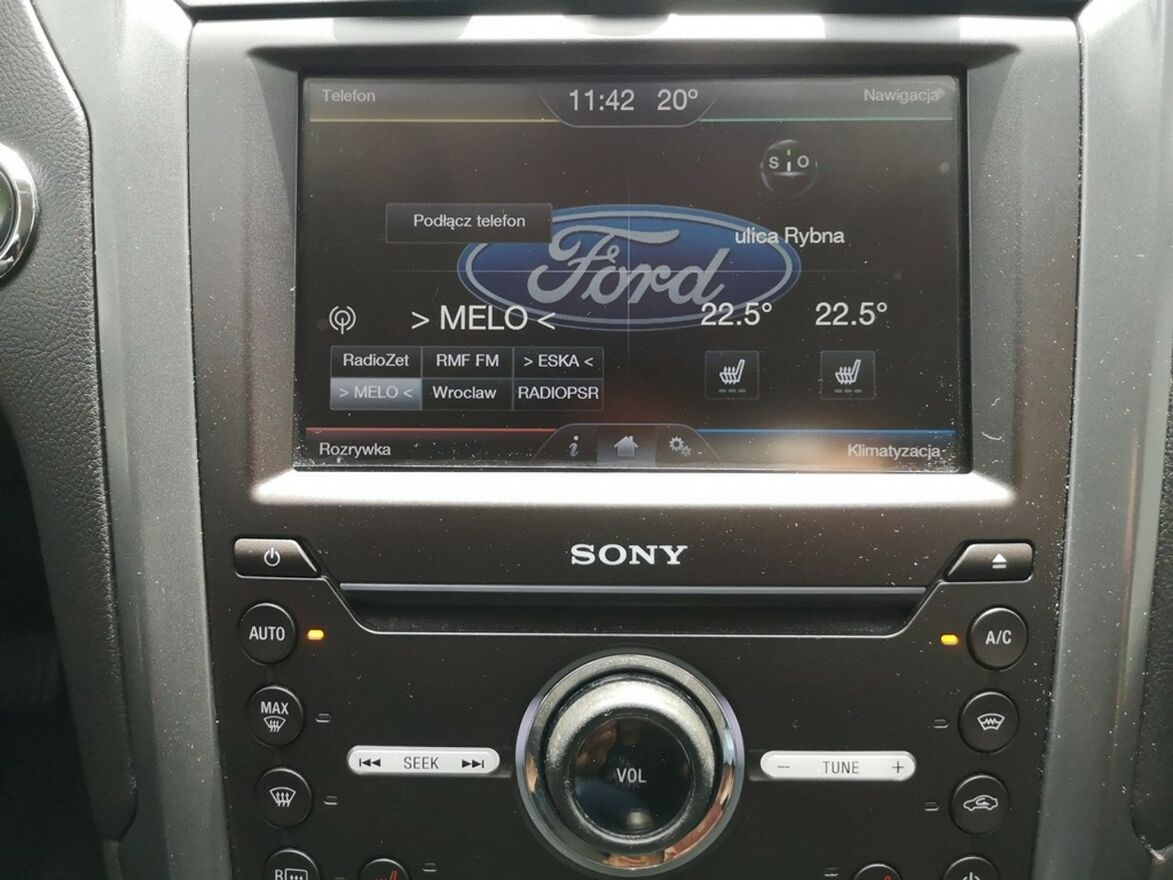 Telefon
11:42 20°
Nawigacja
S O
Podłącz telefon
ulica Rybna
Ford
> MELO <
22.5° 22.5°
RadioZet RMF FM > ESKA <
> MELO < Wroclaw RADIOPSR
Rozrywka
i
Klimatyzacja
SONY
AUTO
A/C
MAX
SEEK
VOL
− TUNE +
R